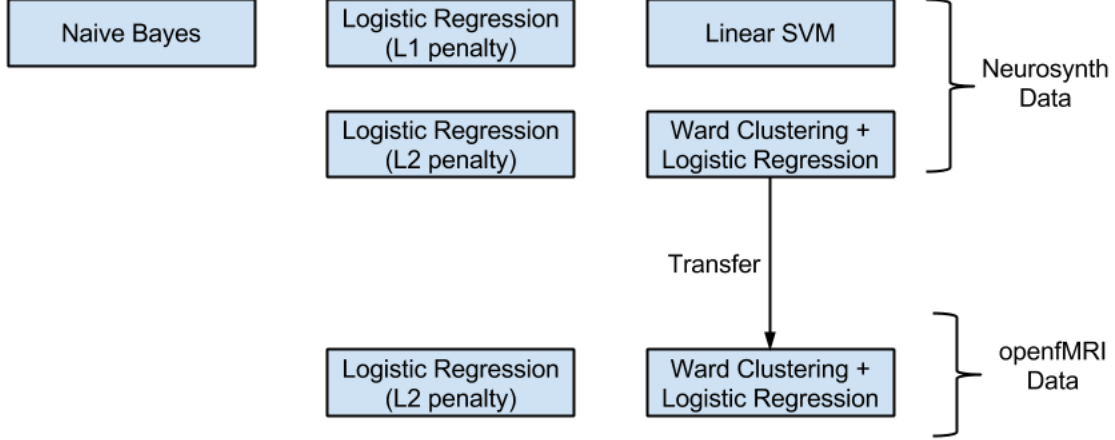 Naive Bayes
Logistic Regression
(L1 penalty)
Linear SVM
Neurosynth
Data
Logistic Regression
(L2 penalty)
Ward Clustering +
Logistic Regression
Transfer
Logistic Regression
(L2 penalty)
Ward Clustering +
Logistic Regression
openfMRI
Data